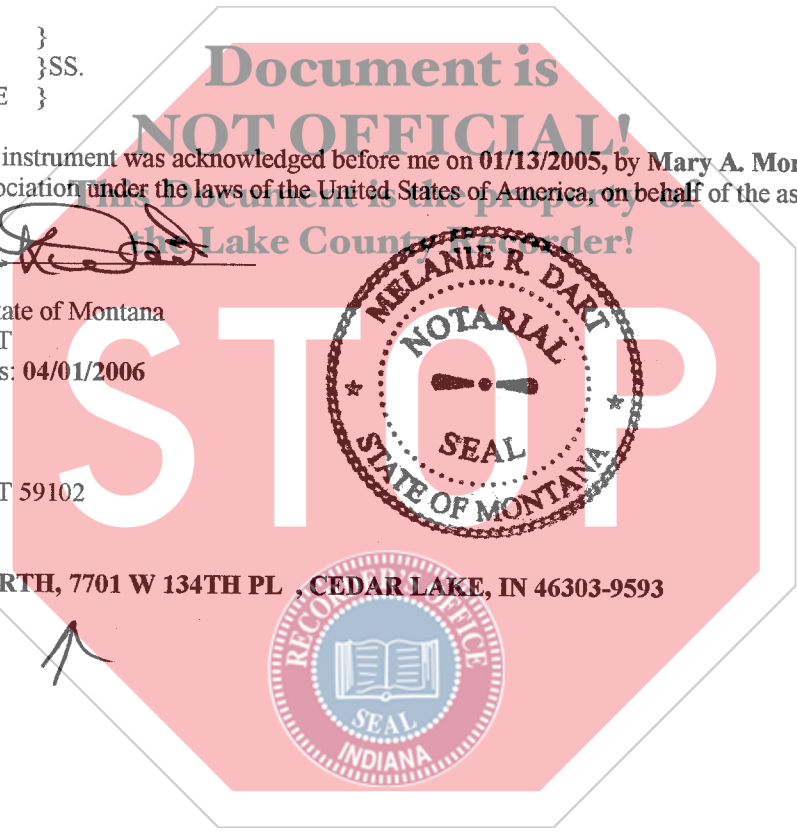 }
}SS.
E }
Document is
NOT OFFICIAL!
instrument was acknowledged before me on 01/13/2005, by Mary A. Mor
ociation under the laws of the United States of America, on behalf of the as
This Document is the property of
the Lake County Recorder!
ate of Montana
T
s: 04/01/2006
STOP
MELANIE R. DART
NOTARIAL
SEAL
STATE OF MONTANA
T 59102
RTH, 7701 W 134TH PL , CEDAR LAKE, IN 46303-9593
RECORDER'S OFFICE
SEAL
INDIANA